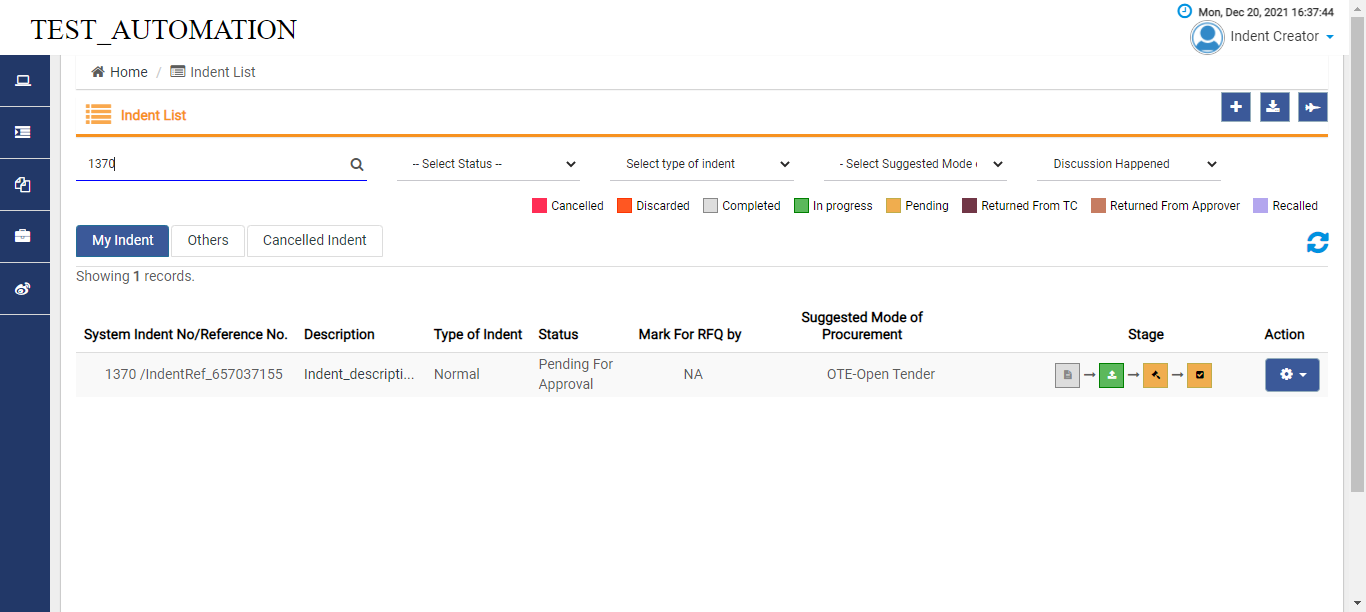 Mon, Dec 20, 2021 16:37:44
TEST_AUTOMATION
Indent Creator
Home / Indent List
Indent List
1370
-- Select Status --
Select type of indent
- Select Suggested Mode
Discussion Happened
Cancelled Discarded Completed In progress Pending Returned From TC Returned From Approver Recalled
My Indent Others Cancelled Indent
Showing 1 records.
System Indent No/Reference No. Description Type of Indent Status Mark For RFQ by Suggested Mode of Procurement Stage Action
1370 /IndentRef_657037155 Indent_descripti... Normal Pending For Approval NA OTE-Open Tender